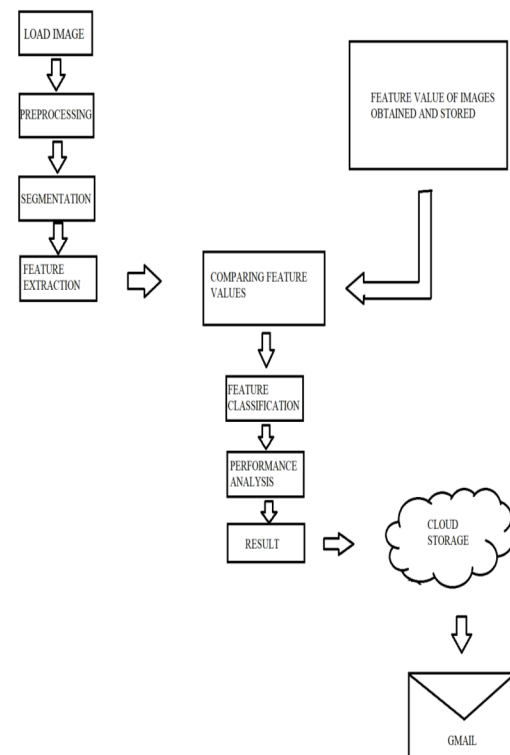 LOAD IMAGE
PREPROCESSING
SEGMENTATION
FEATURE
EXTRACTION
FEATURE VALUE OF IMAGES
OBTAINED AND STORED
COMPARING FEATURE
VALUES
FEATURE
CLASSIFICATION
PERFORMANCE
ANALYSIS
RESULT
CLOUD
STORAGE
GMAIL